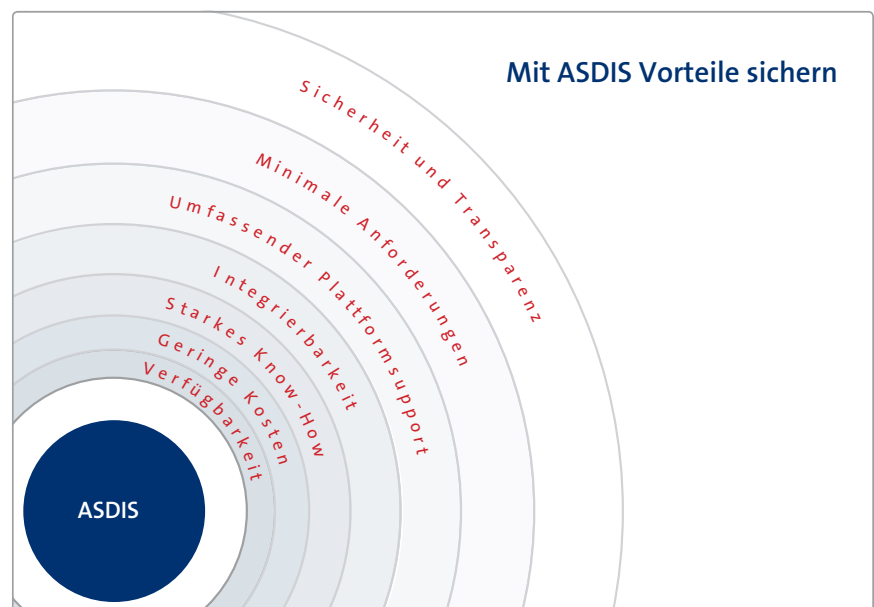 Mit ASDIS Vorteile sichern
Sicherheit und Transparenz
Minimale Anforderungen
Umfassender Plattformsupport
Integrierbarkeit
Starkes Know-How
Geringe Kosten
Verfügbarkeit
ASDIS